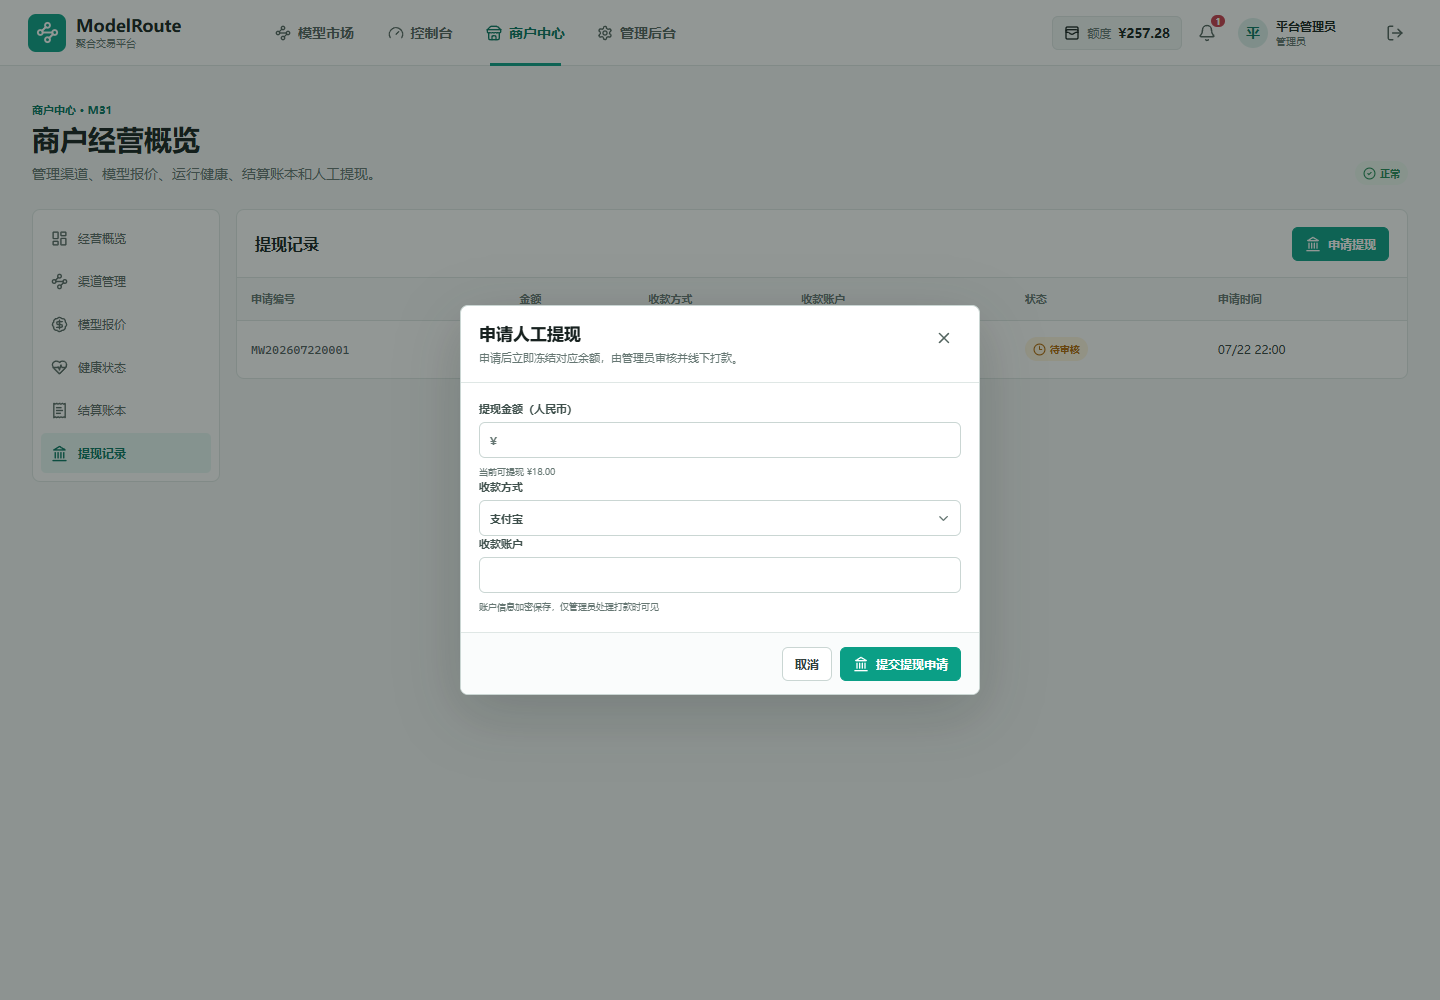 ModelRoute
聚合交易平台
模型市场
控制台
商户中心
管理后台
额度 ¥257.28
1
平
平台管理员
管理员
商户中心 • M31
商户经营概览
管理渠道、模型报价、运行健康、结算账本和人工提现。
正常
经营概览
渠道管理
模型报价
健康状态
结算账本
提现记录
提现记录
申请提现
申请编号 金额 收款方式 收款账户 状态 申请时间
MW202607220001 待审核 07/22 22:00
申请人工提现
申请后立即冻结对应余额，由管理员审核并线下打款。
提现金额（人民币）
¥
当前可提现 ¥18.00
收款方式
支付宝
收款账户
账户信息加密保存，仅管理员处理打款时可见
取消
提交提现申请